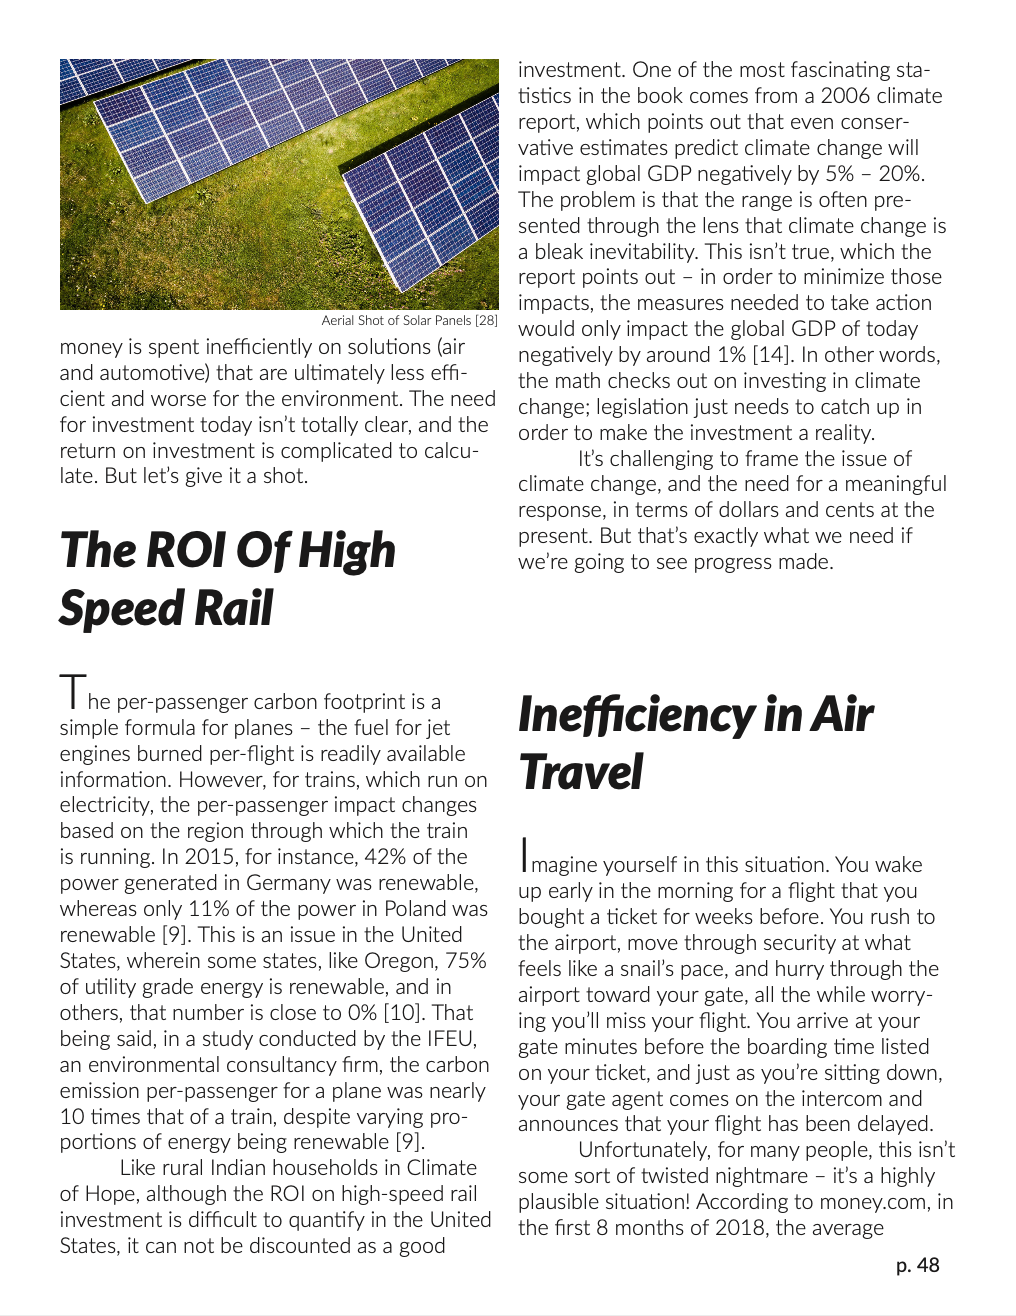 Aerial Shot of Solar Panels [28]
money is spent inefficiently on solutions (air
and automotive) that are ultimately less effi-
cient and worse for the environment. The need
for investment today isn’t totally clear, and the
return on investment is complicated to calcu-
late. But let’s give it a shot.
The ROI Of High
Speed Rail
The per-passenger carbon footprint is a
simple formula for planes – the fuel for jet
engines burned per-flight is readily available
information. However, for trains, which run on
electricity, the per-passenger impact changes
based on the region through which the train
is running. In 2015, for instance, 42% of the
power generated in Germany was renewable,
whereas only 11% of the power in Poland was
renewable [9]. This is an issue in the United
States, wherein some states, like Oregon, 75%
of utility grade energy is renewable, and in
others, that number is close to 0% [10]. That
being said, in a study conducted by the IFEU,
an environmental consultancy firm, the carbon
emission per-passenger for a plane was nearly
10 times that of a train, despite varying pro-
portions of energy being renewable [9].
Like rural Indian households in Climate
of Hope, although the ROI on high-speed rail
investment is difficult to quantify in the United
States, it can not be discounted as a good
investment. One of the most fascinating sta-
tistics in the book comes from a 2006 climate
report, which points out that even conser-
vative estimates predict climate change will
impact global GDP negatively by 5% – 20%.
The problem is that the range is often pre-
sented through the lens that climate change is
a bleak inevitability. This isn’t true, which the
report points out – in order to minimize those
impacts, the measures needed to take action
would only impact the global GDP of today
negatively by around 1% [14]. In other words,
the math checks out on investing in climate
change; legislation just needs to catch up in
order to make the investment a reality.
It’s challenging to frame the issue of
climate change, and the need for a meaningful
response, in terms of dollars and cents at the
present. But that’s exactly what we need if
we’re going to see progress made.
Inefficiency in Air
Travel
Imagine yourself in this situation. You wake
up early in the morning for a flight that you
bought a ticket for weeks before. You rush to
the airport, move through security at what
feels like a snail’s pace, and hurry through the
airport toward your gate, all the while worry-
ing you’ll miss your flight. You arrive at your
gate minutes before the boarding time listed
on your ticket, and just as you’re sitting down,
your gate agent comes on the intercom and
announces that your flight has been delayed.
Unfortunately, for many people, this isn’t
some sort of twisted nightmare – it’s a highly
plausible situation! According to money.com, in
the first 8 months of 2018, the average
p. 48